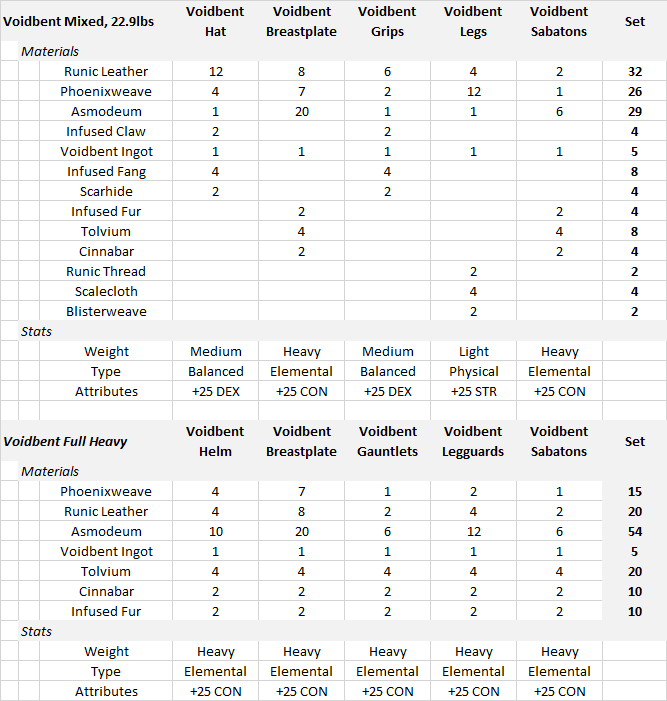 Voidbent Mixed, 22.9lbs Voidbent Hat Voidbent Breastplate Voidbent Grips Voidbent Legs Voidbent Sabatons Set
Materials
Runic Leather 12 8 6 4 2 32
Phoenixweave 4 7 2 12 1 26
Asmodeum 1 20 1 1 6 29
Infused Claw 2 2 4
Voidbent Ingot 1 1 1 1 1 5
Infused Fang 4 4 8
Scarhide 2 2 4
Infused Fur 2 2 4
Tolvium 4 4 8
Cinnabar 2 2 4
Runic Thread 2 2
Scalecloth 4 4
Blisterweave 2 2
Stats
Weight Medium Heavy Medium Light Heavy
Type Balanced Elemental Balanced Physical Elemental
Attributes +25 DEX +25 CON +25 DEX +25 STR +25 CON
Voidbent Full Heavy Voidbent Helm Voidbent Breastplate Voidbent Gauntlets Voidbent Legguards Voidbent Sabatons Set
Materials
Phoenixweave 4 7 1 2 1 15
Runic Leather 4 8 2 4 2 20
Asmodeum 10 20 6 12 6 54
Voidbent Ingot 1 1 1 1 1 5
Tolvium 4 4 4 4 4 20
Cinnabar 2 2 2 2 2 10
Infused Fur 2 2 2 2 2 10
Stats
Weight Heavy Heavy Heavy Heavy Heavy
Type Elemental Elemental Elemental Elemental Elemental
Attributes +25 CON +25 CON +25 CON +25 CON +25 CON